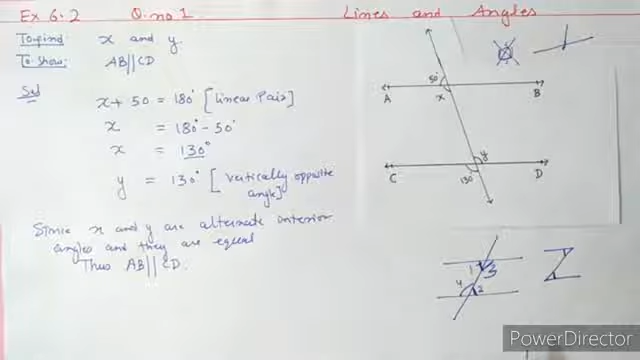 Ex 6.2 Q. no 1 Lines and Angles
To find: x and y.
To Show: AB||CD
Sol
x + 50 = 180° [linear Pair]
x = 180° - 50°
x = 130°
y = 130° [vertically opposite
angle]
Since x and y are alternate interior
angles and they are equal
Thus AB||CD.
50°
A x B
y
C 130° D
1 3
4 2
PowerDirector